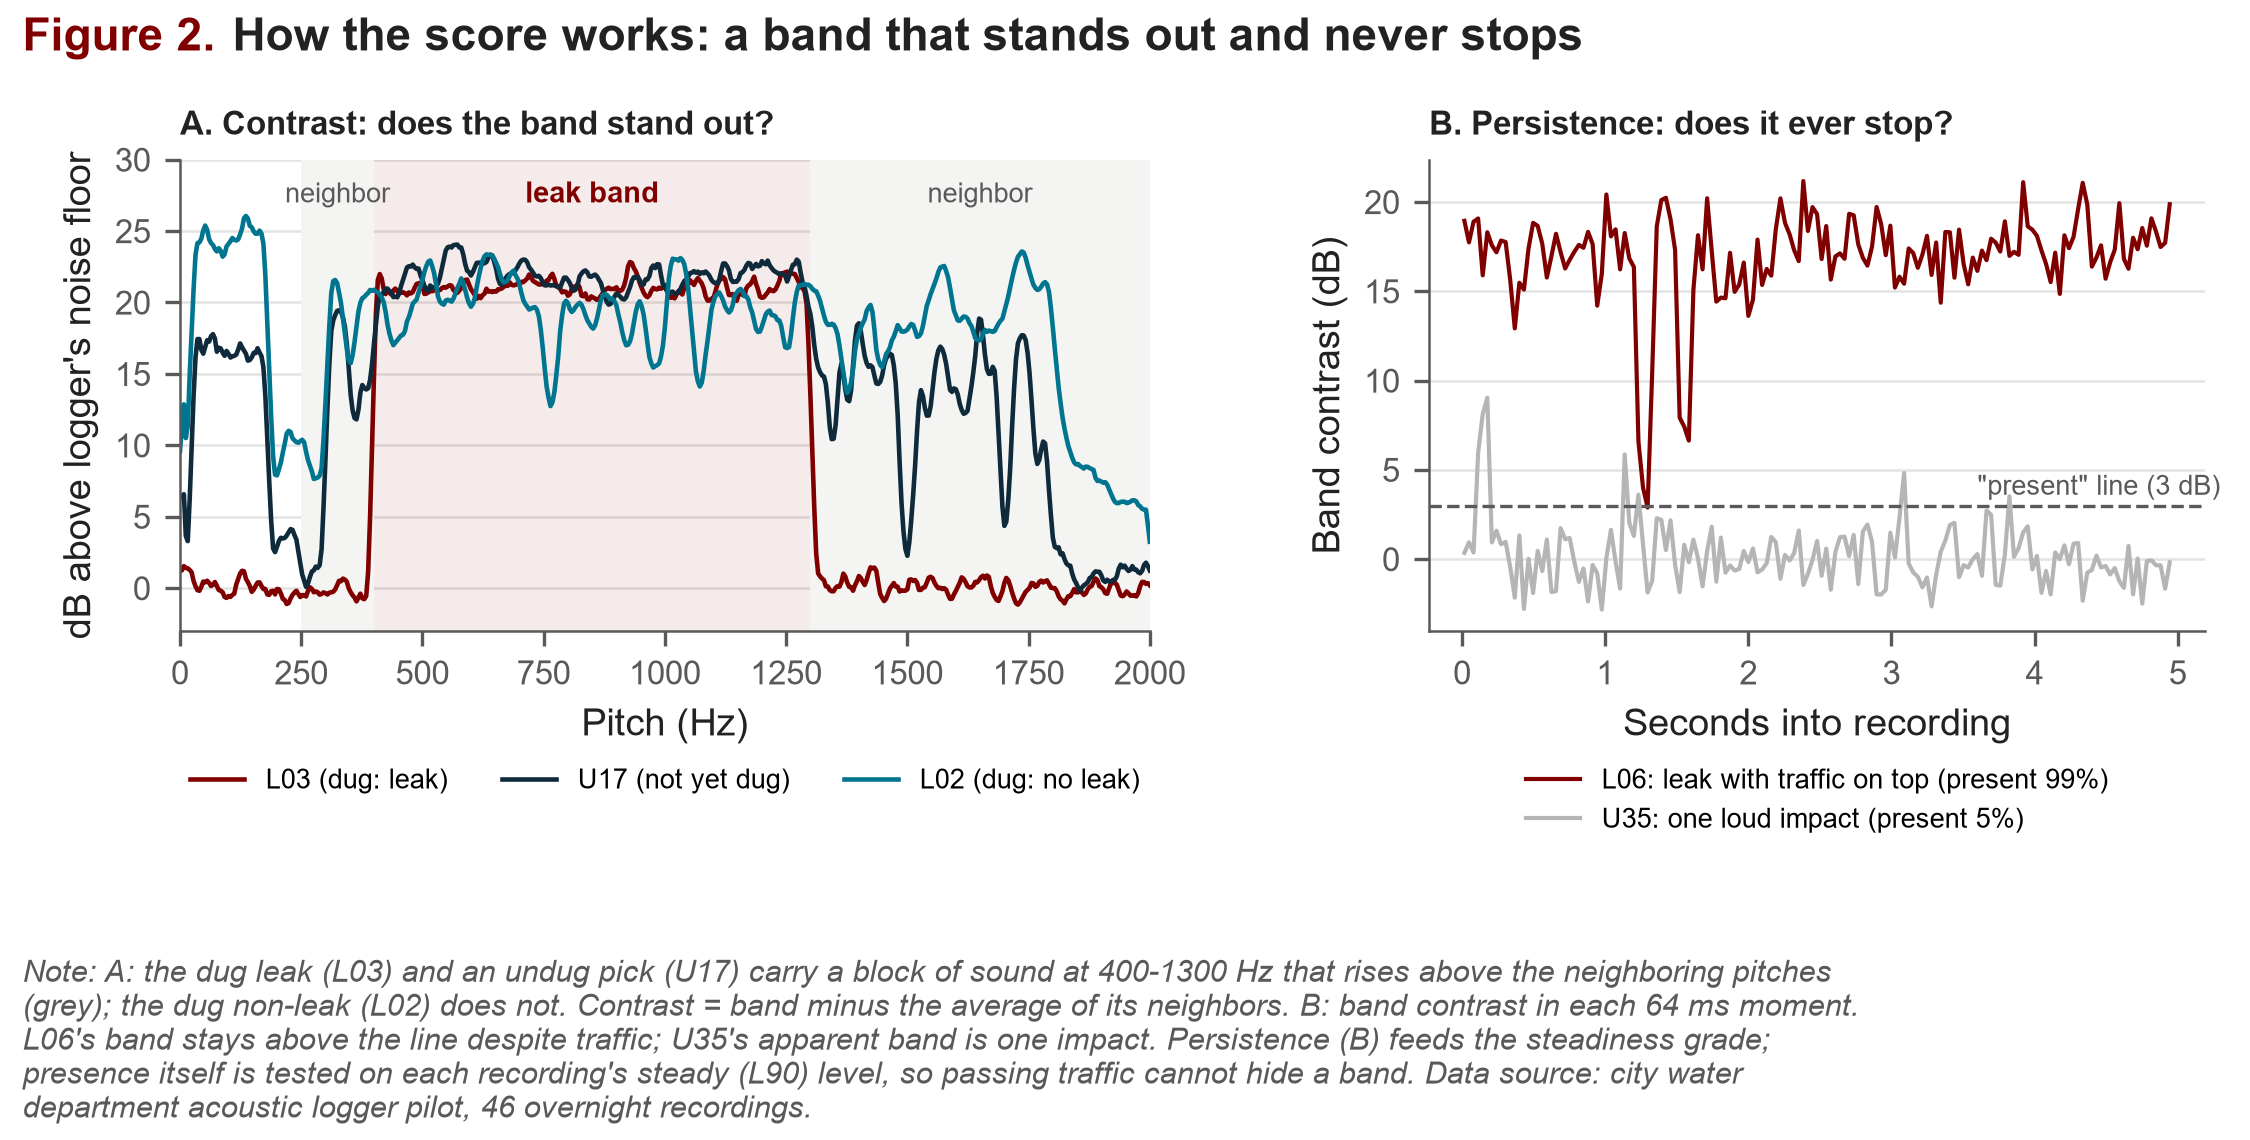 Figure 2. How the score works: a band that stands out and never stops
A. Contrast: does the band stand out?
dB above logger's noise floor
30
25
20
15
10
5
0
neighbor
leak band
neighbor
0 250 500 750 1000 1250 1500 1750 2000
Pitch (Hz)
L03 (dug: leak) U17 (not yet dug) L02 (dug: no leak)
B. Persistence: does it ever stop?
Band contrast (dB)
20
15
10
5
0
"present" line (3 dB)
0 1 2 3 4 5
Seconds into recording
L06: leak with traffic on top (present 99%)
U35: one loud impact (present 5%)
Note: A: the dug leak (L03) and an undug pick (U17) carry a block of sound at 400-1300 Hz that rises above the neighboring pitches
(grey); the dug non-leak (L02) does not. Contrast = band minus the average of its neighbors. B: band contrast in each 64 ms moment.
L06's band stays above the line despite traffic; U35's apparent band is one impact. Persistence (B) feeds the steadiness grade;
presence itself is tested on each recording's steady (L90) level, so passing traffic cannot hide a band. Data source: city water
department acoustic logger pilot, 46 overnight recordings.